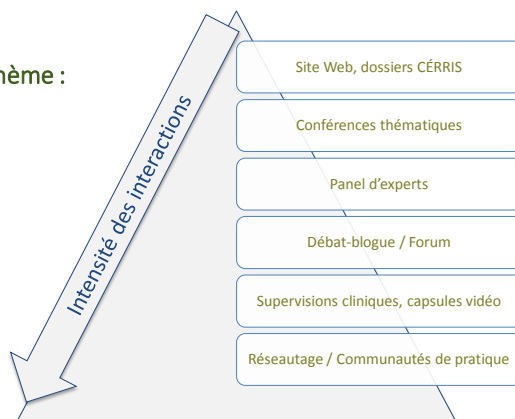 Site Web, dossiers CÉRRIS
Conférences thématiques
Panel d'experts
Débat-blogue / Forum
Supervisions cliniques, capsules vidéo
Réseautage / Communautés de pratique
Intensité des interactions